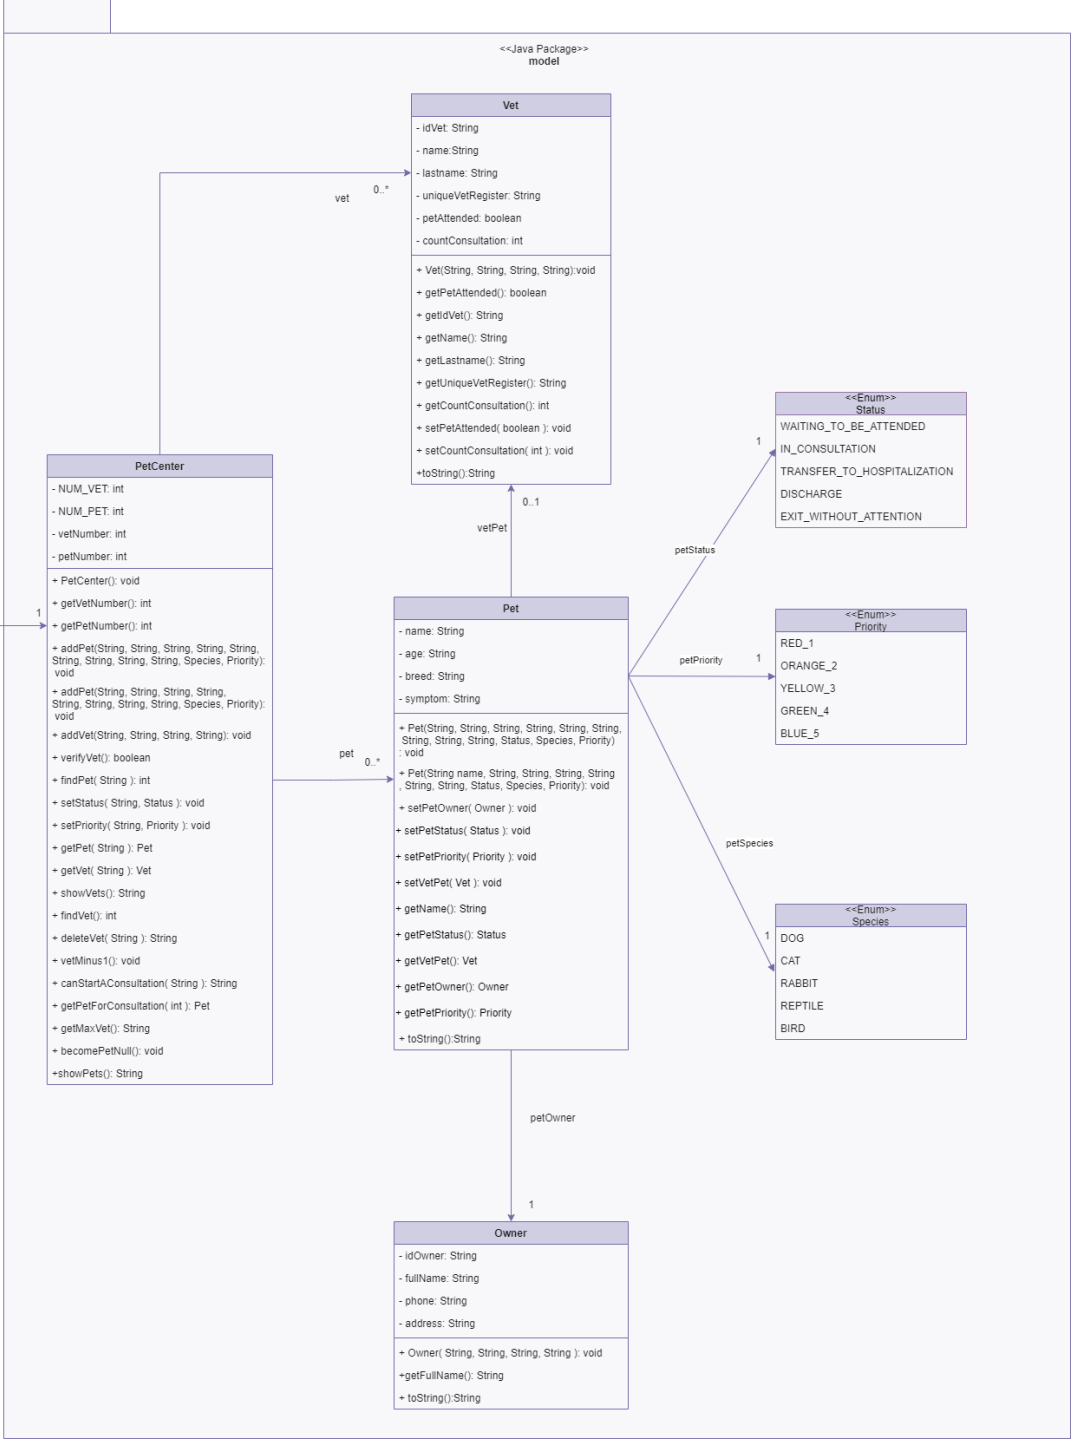 <<Java Package>>
model
Vet
- idVet: String
- name:String
- lastname: String
- uniqueVetRegister: String
- petAttended: boolean
- countConsultation: int
+ Vet(String, String, String, String):void
+ getPetAttended(): boolean
+ getIdVet(): String
+ getName(): String
+ getLastname(): String
+ getUniqueVetRegister(): String
+ getCountConsultation(): int
+ setPetAttended( boolean ): void
+ setCountConsultation( int ): void
+toString():String
vet
0..*
0..1
vetPet
PetCenter
- NUM_VET: int
- NUM_PET: int
- vetNumber: int
- petNumber: int
+ PetCenter(): void
+ getVetNumber(): int
+ getPetNumber(): int
+ addPet(String, String, String, String, String,
String, String, String, String, Species, Priority):
void
+ addPet(String, String, String, String,
String, String, String, String, Species, Priority):
void
+ addVet(String, String, String, String): void
+ verifyVet(): boolean
+ findPet( String ): int
+ setStatus( String, Status ): void
+ setPriority( String, Priority ): void
+ getPet( String ): Pet
+ getVet( String ): Vet
+ showVets(): String
+ findVet(): int
+ deleteVet( String ): String
+ vetMinus1(): void
+ canStartAConsultation( String ): String
+ getPetForConsultation( int ): Pet
+ getMaxVet(): String
+ becomePetNull(): void
+showPets(): String
1
pet
0..*
Pet
- name: String
- age: String
- breed: String
- symptom: String
+ Pet(String, String, String, String, String, String,
String, String, String, Status, Species, Priority)
: void
+ Pet(String name, String, String, String, String
, String, String, Status, Species, Priority): void
+ setPetOwner( Owner ): void
+ setPetStatus( Status ): void
+ setPetPriority( Priority ): void
+ setVetPet( Vet ): void
+ getName(): String
+ getPetStatus(): Status
+ getVetPet(): Vet
+ getPetOwner(): Owner
+ getPetPriority(): Priority
+ toString():String
petStatus
1
<<Enum>>
Status
WAITING_TO_BE_ATTENDED
IN_CONSULTATION
TRANSFER_TO_HOSPITALIZATION
DISCHARGE
EXIT_WITHOUT_ATTENTION
petPriority
1
<<Enum>>
Priority
RED_1
ORANGE_2
YELLOW_3
GREEN_4
BLUE_5
petSpecies
1
<<Enum>>
Species
DOG
CAT
RABBIT
REPTILE
BIRD
petOwner
1
Owner
- idOwner: String
- fullName: String
- phone: String
- address: String
+ Owner( String, String, String, String ): void
+getFullName(): String
+ toString():String